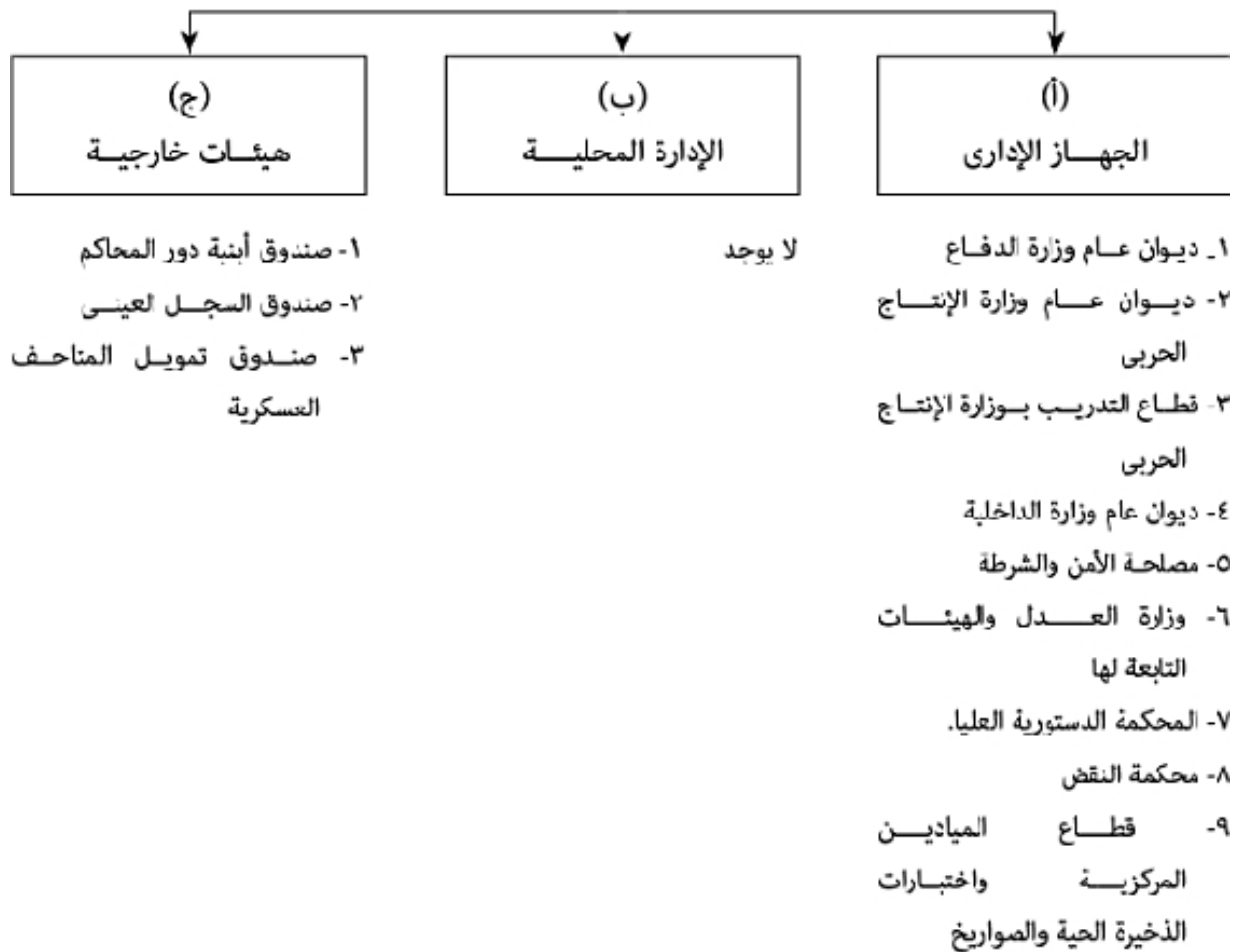 (أ)
الجهاز الإدارى
١- ديوان عام وزارة الدفاع
٢- ديوان عام وزارة الإنتاج
الحربى
٣- قطاع التدريب بوزارة الإنتاج
الحربى
٤- ديوان عام وزارة الداخلية
٥- مصلحة الأمن والشرطة
٦- وزارة العدل والهيئات
التابعة لها
٧- المحكمة الدستورية العليا.
٨- محكمة النقض
٩- قطاع الميادين
المركزية واختبارات
الذخيرة الحية والصواريخ
(ب)
الإدارة المحلية
لا يوجد
(ج)
هيئات خارجية
١- صندوق أبنية دور المحاكم
٢- صندوق السجل العينى
٣- صندوق تمويل المتاحف
العسكرية